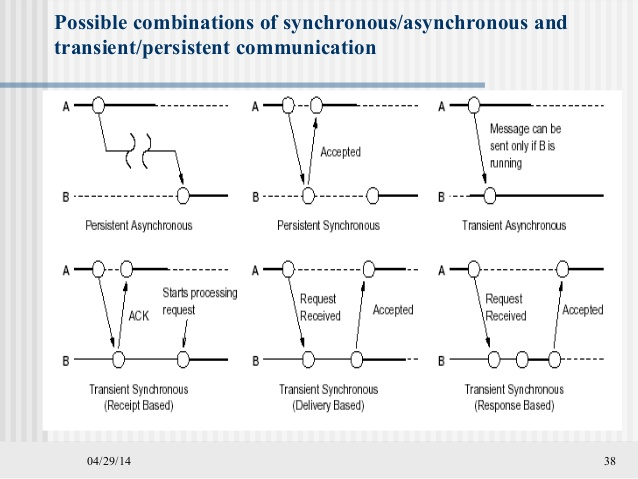 Possible combinations of synchronous/asynchronous and
transient/persistent communication
A
Accepted
B
Persistent Asynchronous
A
B
Persistent Synchronous
A
Message can be
sent only if B is
running
B
Transient Asynchronous
A
Starts processing
request
ACK
B
Transient Synchronous
(Receipt Based)
A
Request
Received
Accepted
B
Transient Synchronous
(Delivery Based)
A
Request
Received
Accepted
B
Transient Synchronous
(Response Based)
04/29/14
38